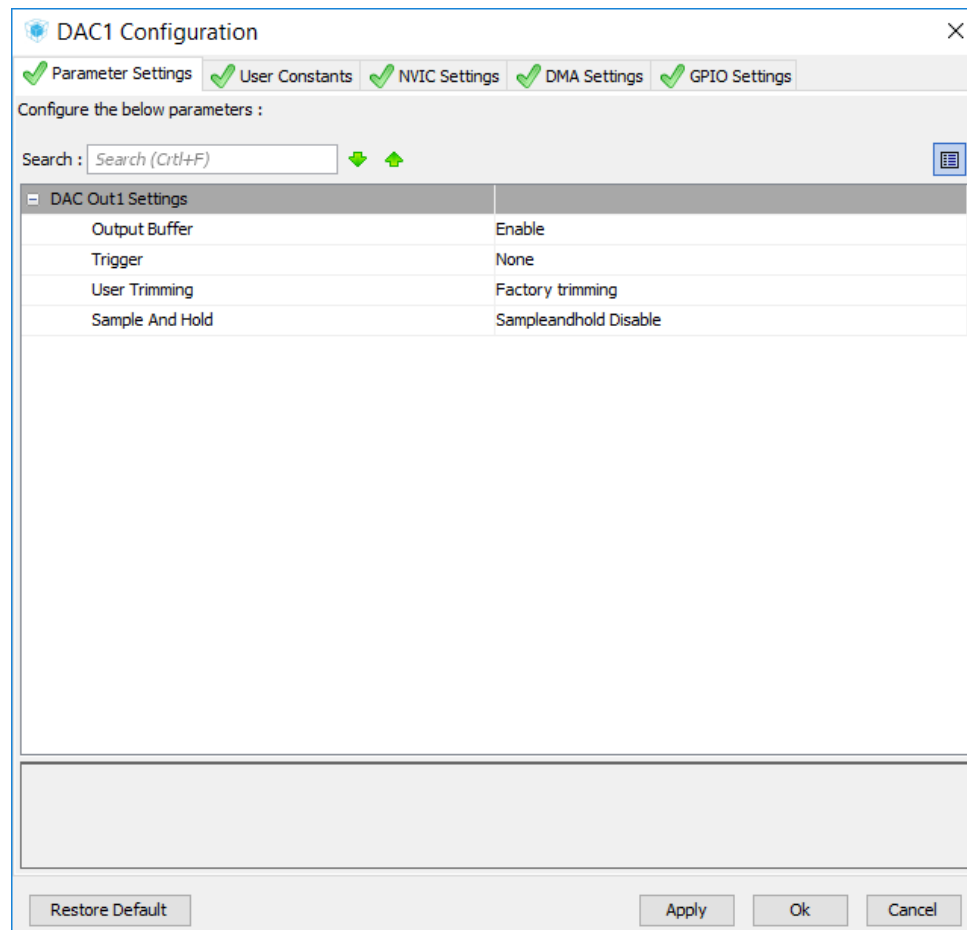 DAC1 Configuration
Parameter Settings User Constants NVIC Settings DMA Settings GPIO Settings
Configure the below parameters :
Search : Search (Crtl+F)
DAC Out1 Settings
Output Buffer Enable
Trigger None
User Trimming Factory trimming
Sample And Hold Sampleandhold Disable
Restore Default Apply Ok Cancel